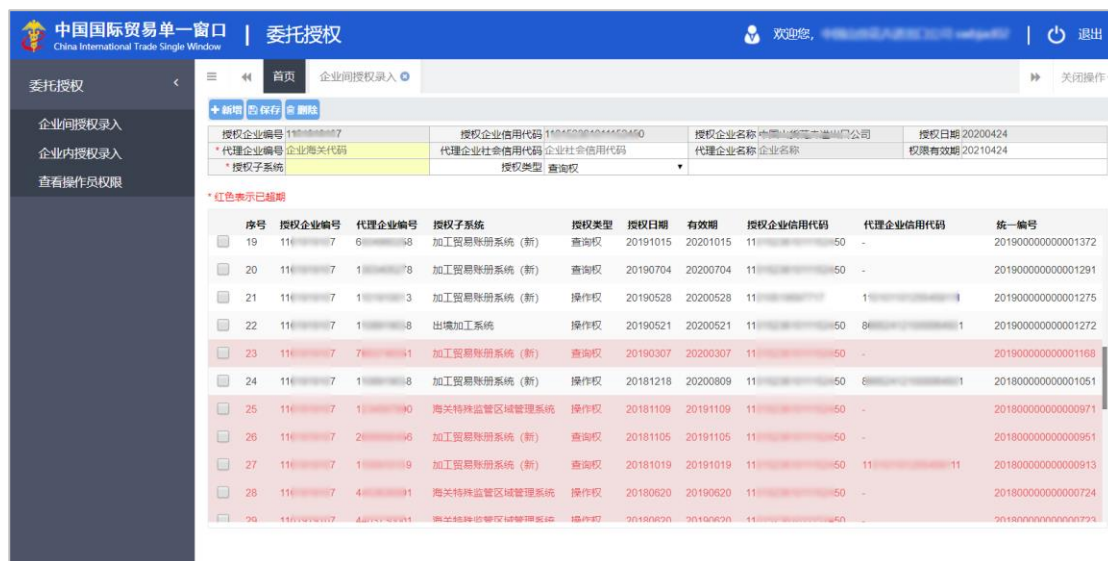 中国国际贸易单一窗口 | 委托授权 欢迎您, 退出
China International Trade Single Window
委托授权
首页 企业间授权录入 关闭操作
企业间授权录入
企业内授权录入
查看操作员权限
新增 保存 删除
授权企业编号 授权企业信用代码 授权企业名称 授权日期 20200424
* 代理企业编号 企业海关代码 代理企业社会信用代码 企业社会信用代码 代理企业名称 企业名称 权限有效期 20210424
* 授权子系统 授权类型 查询权
* 红色表示已超期
序号 授权企业编号 代理企业编号 授权子系统 授权类型 授权日期 有效期 授权企业信用代码 代理企业信用代码 统一编号
19 加工贸易账册系统 (新) 查询权 20191015 20201015 - 201900000000001372
20 加工贸易账册系统 (新) 查询权 20190704 20200704 - 201900000000001291
21 加工贸易账册系统 (新) 操作权 20190528 20200528 201900000000001275
22 出境加工系统 操作权 20190521 20200521 201900000000001272
23 加工贸易账册系统 (新) 查询权 20190307 20200307 - 201900000000001168
24 加工贸易账册系统 (新) 操作权 20181218 20200809 201800000000001051
25 海关特殊监管区域管理系统 操作权 20181109 20191109 - 201800000000000971
26 加工贸易账册系统 (新) 查询权 20181105 20191105 - 201800000000000951
27 加工贸易账册系统 (新) 查询权 20181019 20191019 201800000000000913
28 海关特殊监管区域管理系统 操作权 20180620 20190620 - 201800000000000724
29 海关特殊监管区域管理系统 操作权 20180620 20190620 - 201800000000000723